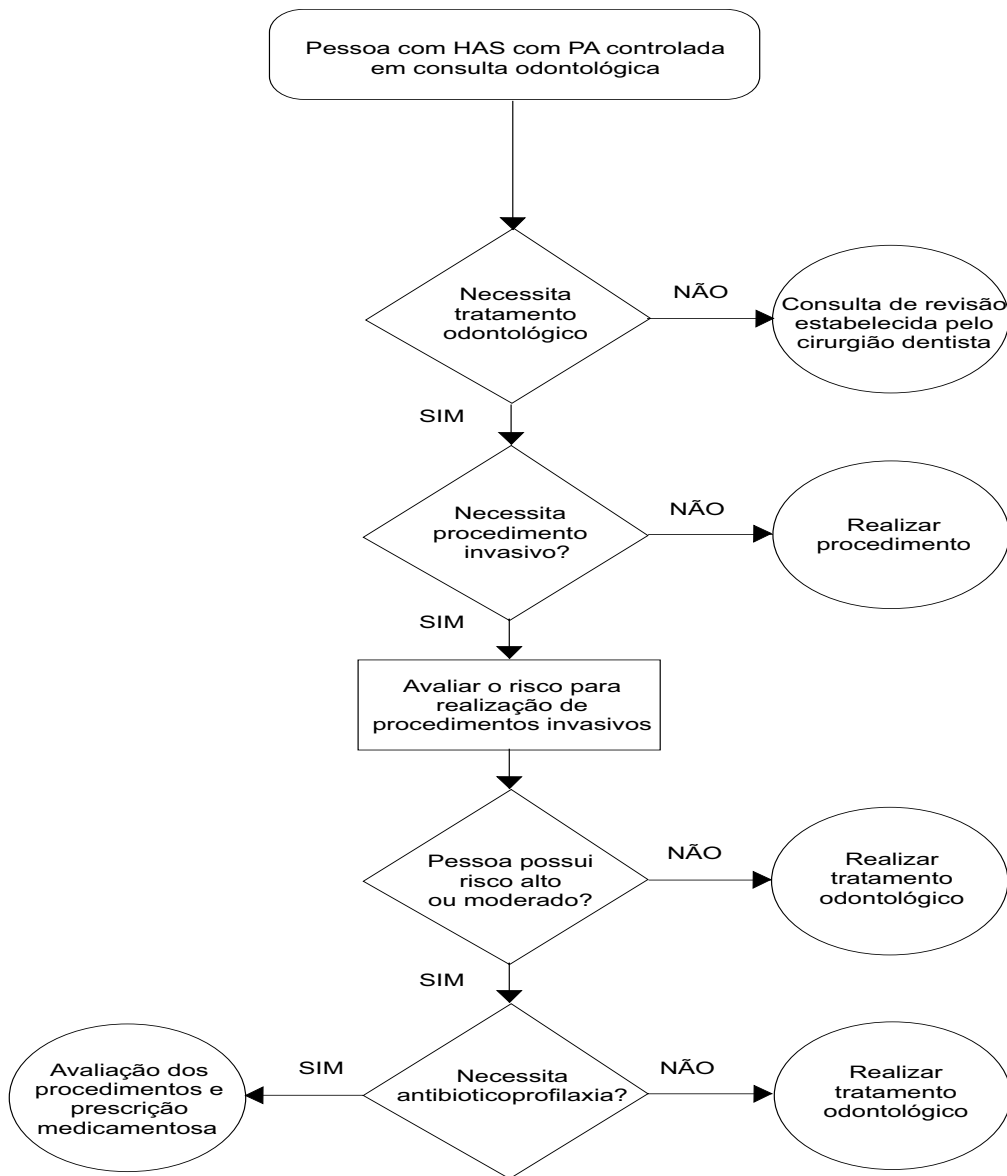 Pessoa com HAS com PA controlada
em consulta odontológica
Necessita
tratamento
odontológico
NÃO
Consulta de revisão
estabelecida pelo
cirurgião dentista
SIM
Necessita
procedimento
invasivo?
NÃO
Realizar
procedimento
SIM
Avaliar o risco para
realização de
procedimentos invasivos
Pessoa possui
risco alto
ou moderado?
NÃO
Realizar
tratamento
odontológico
SIM
Avaliação dos
procedimentos e
prescrição
medicamentosa
SIM
Necessita
antibioticoprofilaxia?
NÃO
Realizar
tratamento
odontológico